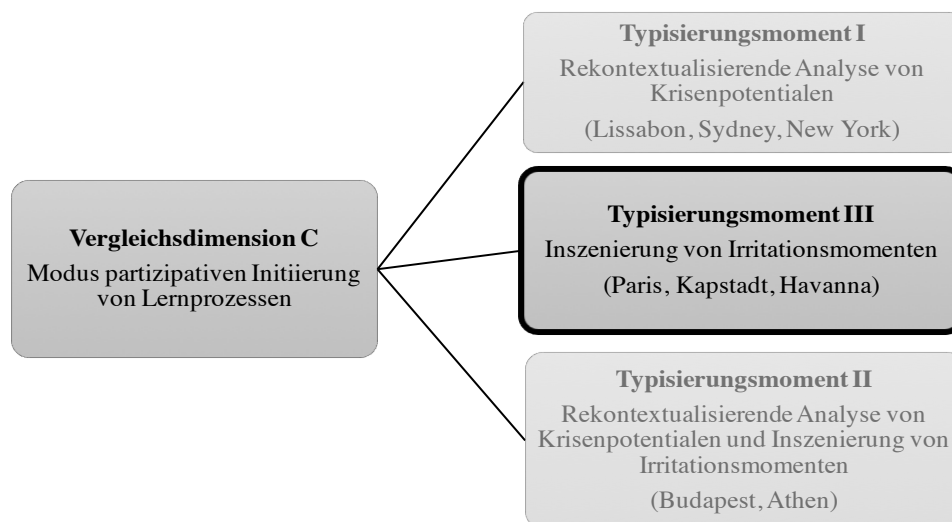 Vergleichsdimension C
Modus partizipativen Initiierung
von Lernprozessen
Typisierungsmoment I
Rekontextualisierende Analyse von
Krisenpotentialen
(Lissabon, Sydney, New York)
Typisierungsmoment III
Inszenierung von Irritationsmomenten
(Paris, Kapstadt, Havanna)
Typisierungsmoment II
Rekontextualisierende Analyse von
Krisenpotentialen und Inszenierung von
Irritationsmomenten
(Budapest, Athen)